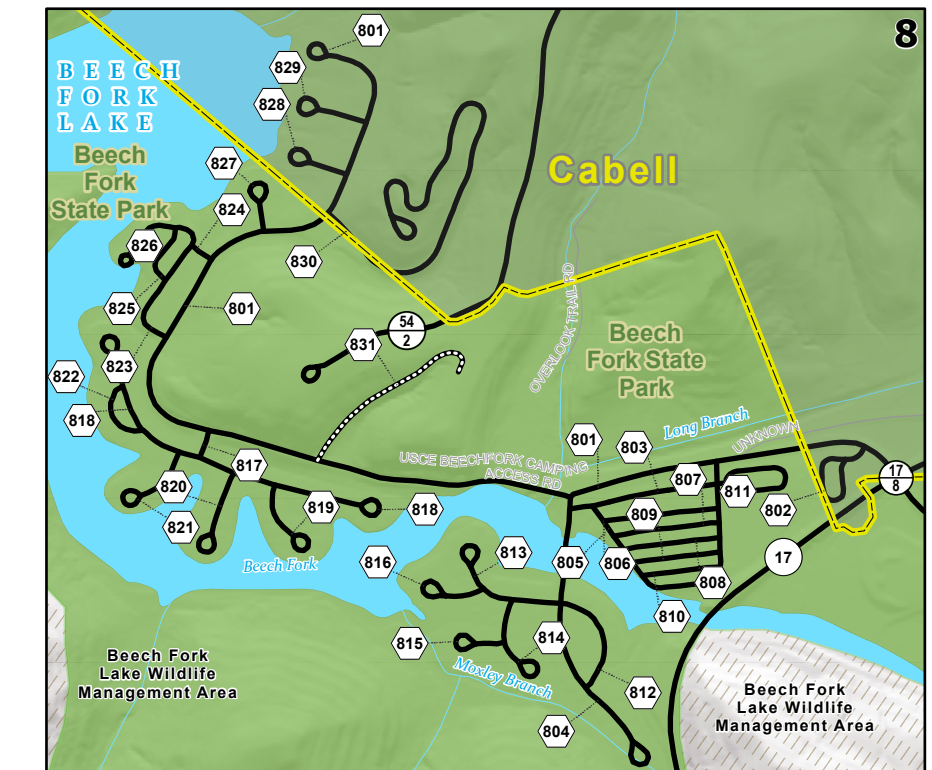 8
801
829
828
BEECH
FORK
LAKE
Beech
Fork
State Park
827
824
826
Cabell
830
825
801
54
2
831
OVERLOOK TRAIL RD
Beech
Fork State
Park
823
822
818
Long Branch
UNKNOWN
801
803
817
USCE BEECHFORK CAMPING
ACCESS RD
807
811
802
17
8
820
821
819
818
809
Beech Fork
816
813
805
806
808
17
810
815
814
Moxley Branch
812
804
Beech Fork
Lake Wildlife
Management Area
Beech Fork
Lake Wildlife
Management Area